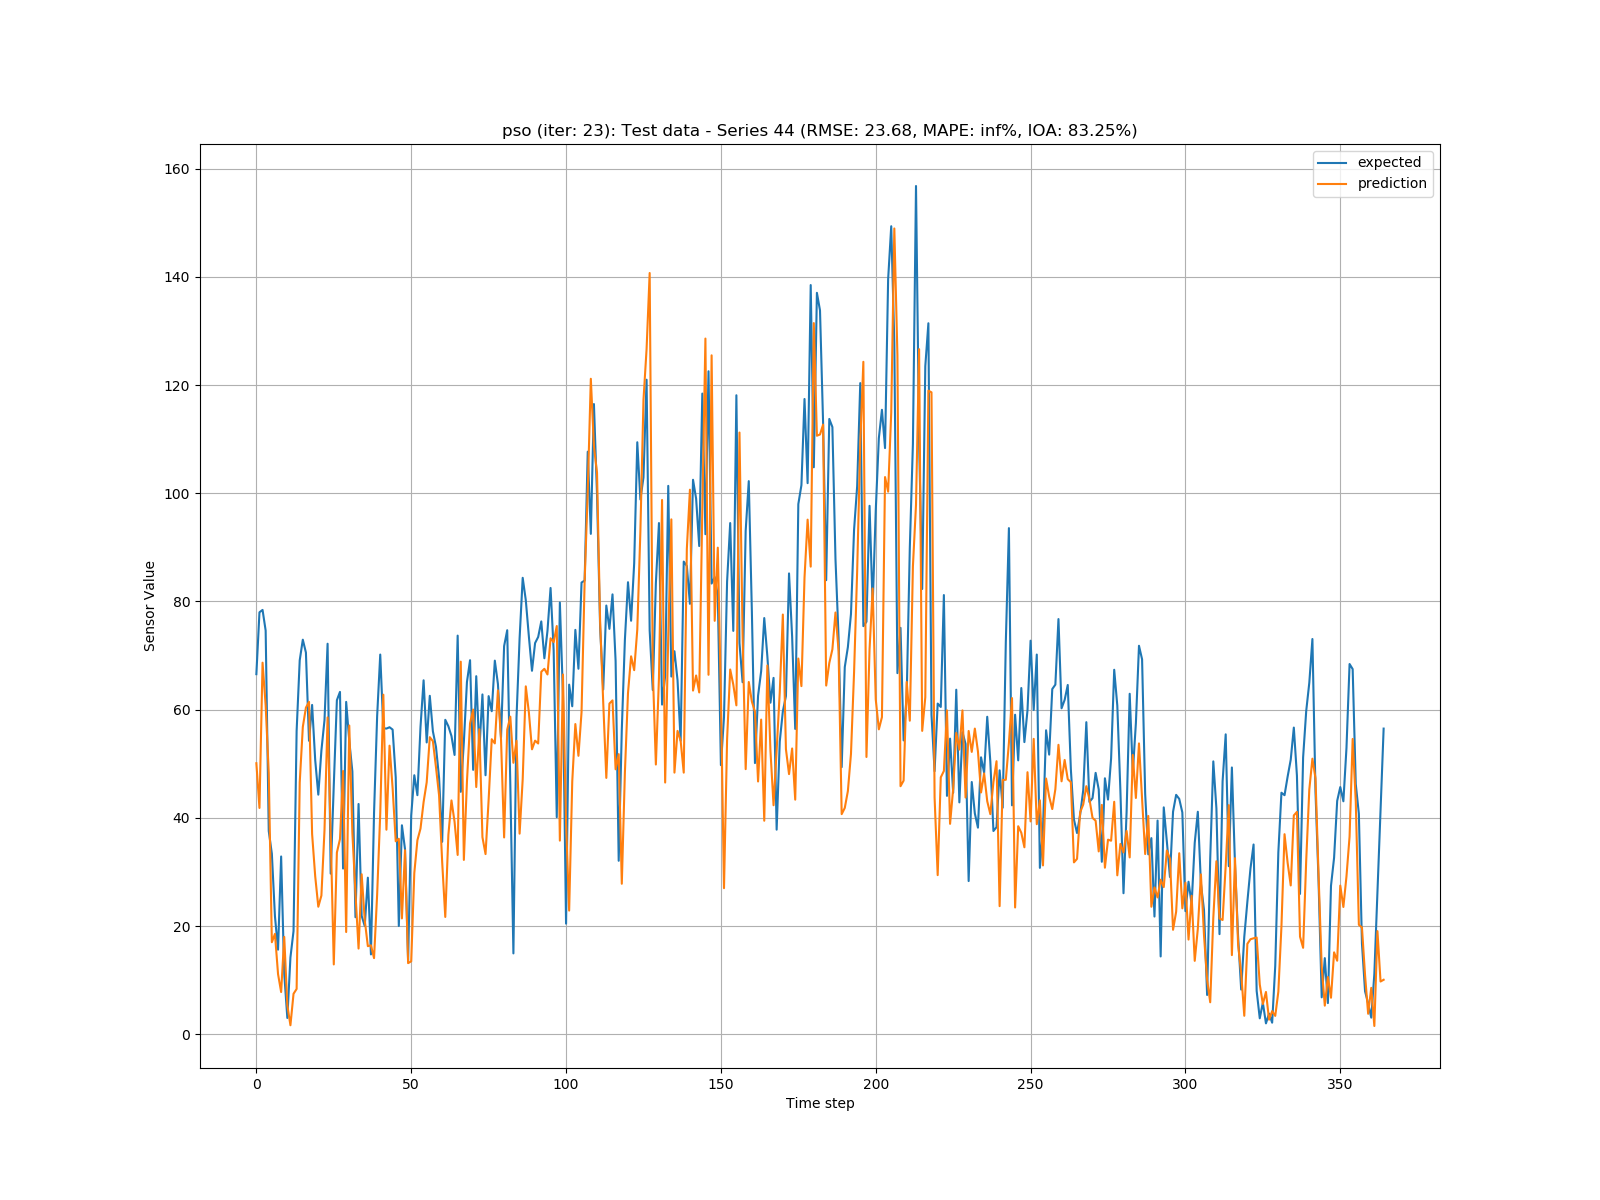 pso (iter: 23): Test data - Series 44 (RMSE: 23.68, MAPE: inf%, IOA: 83.25%)
expected
prediction
160
140
120
100
80
60
40
20
0
Sensor Value
0 50 100 150 200 250 300 350
Time step